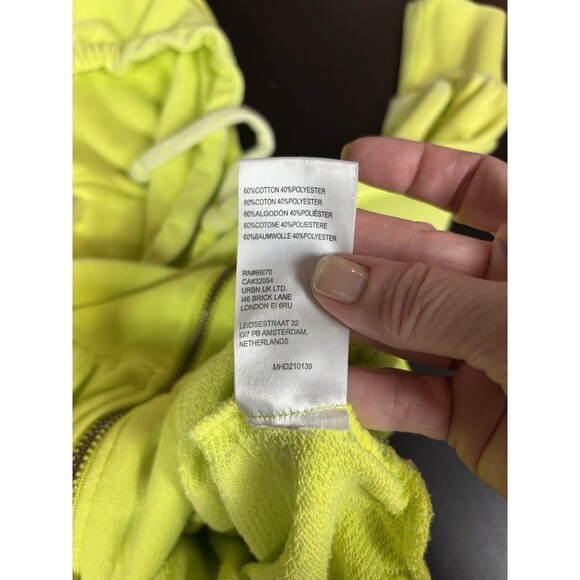 60%COTTON 40%POLYESTER
60%COTON 40%POLYESTER
60%ALGODÓN 40%POLIÉSTER
60%COTONE 40%POLIESTERE
60%BAUMWOLLE 40%POLYESTER
RN#66170
CA#32054
URBN UK LTD.
146 BRICK LANE
LONDON E1 6RU
LEIDSESTRAAT 32
1017 PB AMSTERDAM,
NETHERLANDS
MHD210139